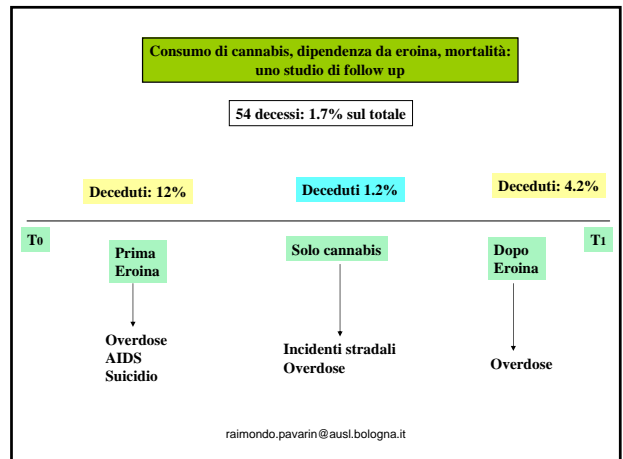 Consumo di cannabis, dipendenza da eroina, mortalità:
uno studio di follow up
54 decessi: 1.7% sul totale
Deceduti: 12%
Deceduti 1.2%
Deceduti: 4.2%
T0
Prima
Eroina
Solo cannabis
Dopo
Eroina
T1
Overdose
AIDS
Suicidio
Incidenti stradali
Overdose
Overdose
raimondo.pavarin@ausl.bologna.it